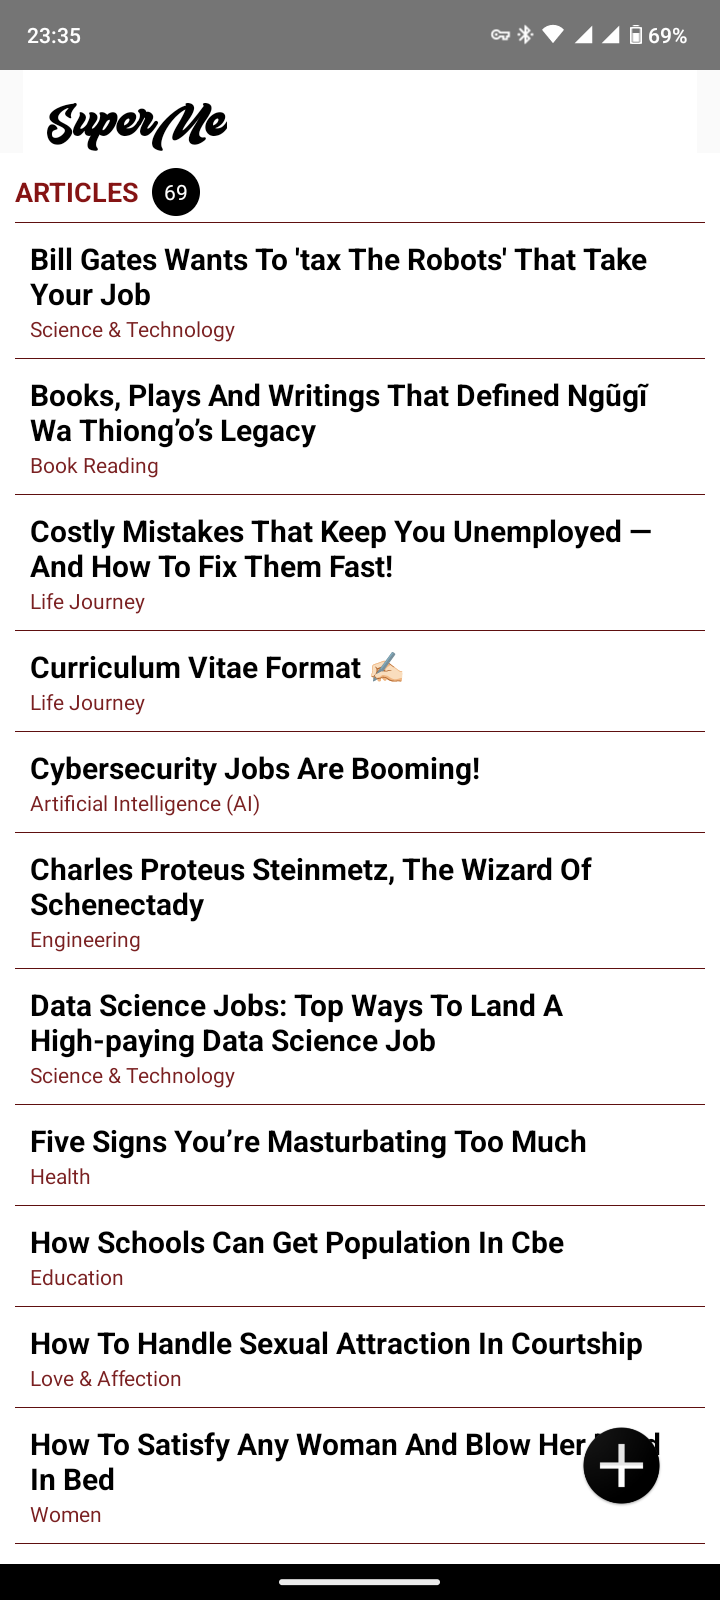 23:35
69%
SuperMe
ARTICLES 69
Bill Gates Wants To 'tax The Robots' That Take
Your Job
Science & Technology
Books, Plays And Writings That Defined Ngũgĩ
Wa Thiong’o’s Legacy
Book Reading
Costly Mistakes That Keep You Unemployed —
And How To Fix Them Fast!
Life Journey
Curriculum Vitae Format ✍🏻
Life Journey
Cybersecurity Jobs Are Booming!
Artificial Intelligence (AI)
Charles Proteus Steinmetz, The Wizard Of
Schenectady
Engineering
Data Science Jobs: Top Ways To Land A
High-paying Data Science Job
Science & Technology
Five Signs You’re Masturbating Too Much
Health
How Schools Can Get Population In Cbe
Education
How To Handle Sexual Attraction In Courtship
Love & Affection
How To Satisfy Any Woman And Blow Her
In Bed
Women